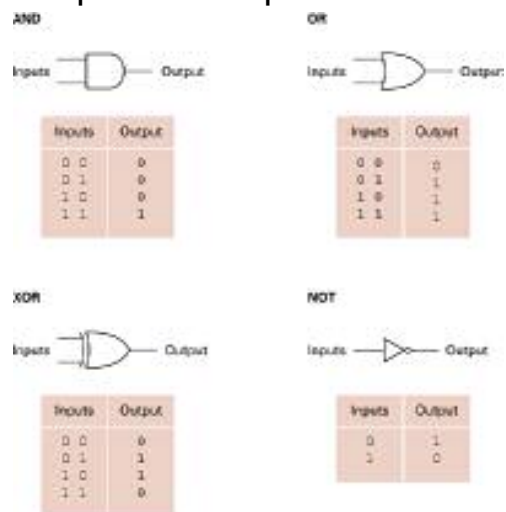 AND
Inputs Output
Inputs Output
0 0 0
0 1 0
1 0 0
1 1 1
OR
Inputs Output
Inputs Output
0 0 0
0 1 1
1 0 1
1 1 1
XOR
Inputs Output
Inputs Output
0 0 0
0 1 1
1 0 1
1 1 0
NOT
Inputs Output
Inputs Output
0 1
1 0